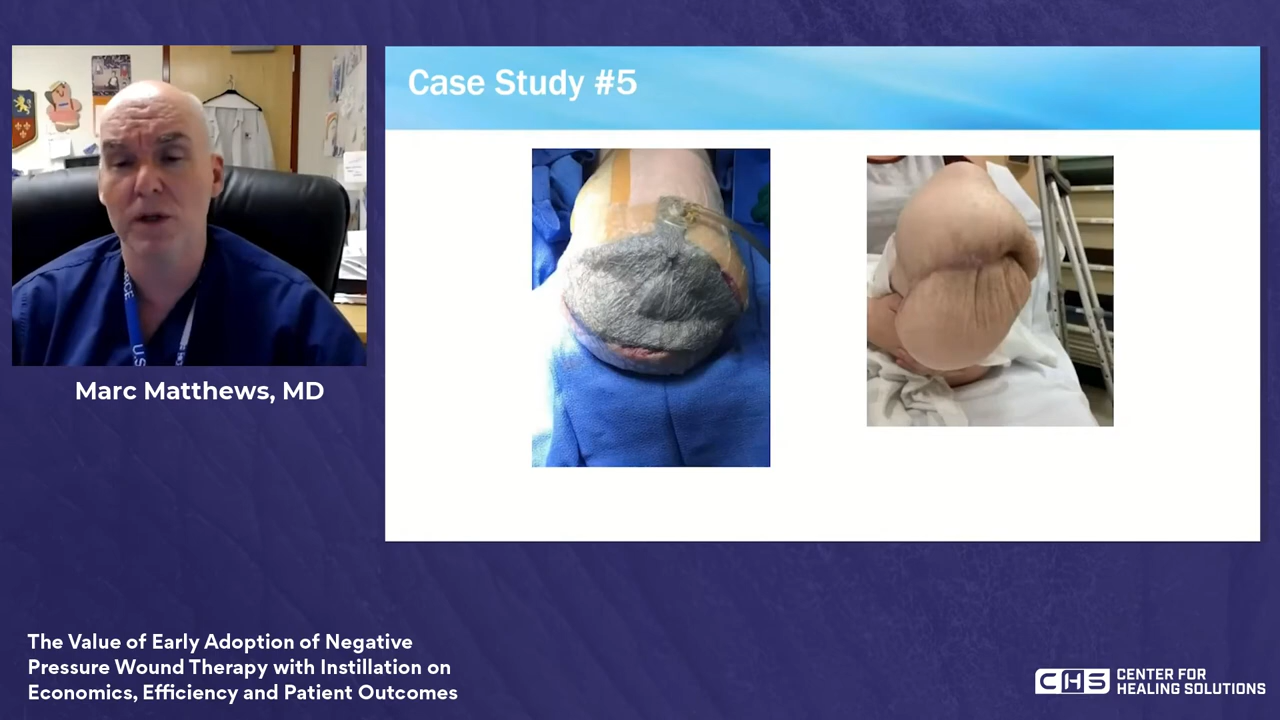 Case Study #5
U.S
Marc Matthews, MD
The Value of Early Adoption of Negative
Pressure Wound Therapy with Instillation on
Economics, Efficiency and Patient Outcomes
CHS
CENTER FOR
HEALING SOLUTIONS